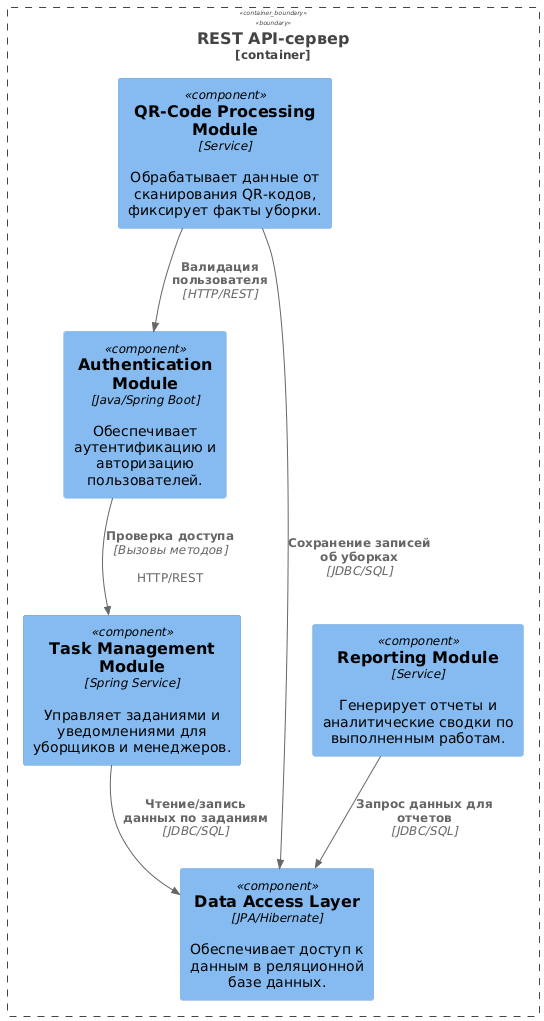 «container_boundary»
«boundary»
REST API-сервер
[container]
«component»
QR-Code Processing
Module
[Service]
Обрабатывает данные от
сканирования QR-кодов,
фиксирует факты уборки.
Валидация
пользователя
[HTTP/REST]
«component»
Authentication
Module
[Java/Spring Boot]
Обеспечивает
аутентификацию и
авторизацию
пользователей.
Проверка доступа
[Вызовы методов]
HTTP/REST
Сохранение записей
об уборках
[JDBC/SQL]
«component»
Task Management
Module
[Spring Service]
Управляет заданиями и
уведомлениями для
уборщиков и менеджеров.
«component»
Reporting Module
[Service]
Генерирует отчеты и
аналитические сводки по
выполненным работам.
Чтение/запись
данных по заданиям
[JDBC/SQL]
Запрос данных для
отчетов
[JDBC/SQL]
«component»
Data Access Layer
[JPA/Hibernate]
Обеспечивает доступ к
данным в реляционной
базе данных.